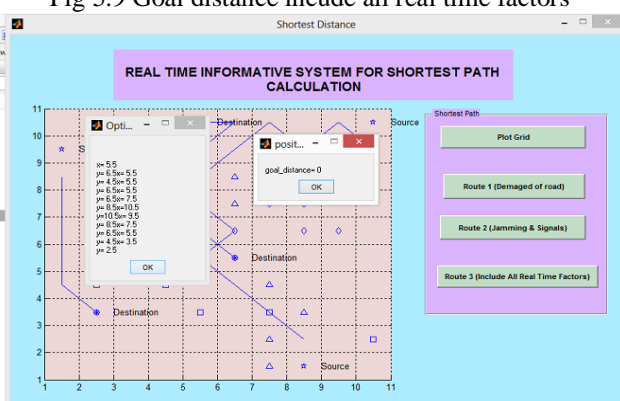 Fig 5.9 Goal distance incude all real time factors
Shortest Distance
REAL TIME INFORMATIVE SYSTEM FOR SHORTEST PATH
CALCULATION
11
10
9
8
7
6
5
4
3
2
1
1 2 3 4 5 6 7 8 9 10 11
Opti...
x= 5.5
y= 6.5x= 5.5
y= 4.5x= 5.5
y= 6.5x= 5.5
y= 6.5x= 7.5
y= 8.5x=10.5
y=10.5x= 9.5
y= 8.5x= 7.5
y= 6.5x= 5.5
y= 4.5x= 3.5
y= 2.5
OK
posit...
goal_distance= 0
OK
Destination
Source
S
Destination
Destination
Source
Shortest Path
Plot Grid
Route 1 (Demaged of road)
Route 2 (Jamming & Signals)
Route 3 (Include All Real Time Factors)